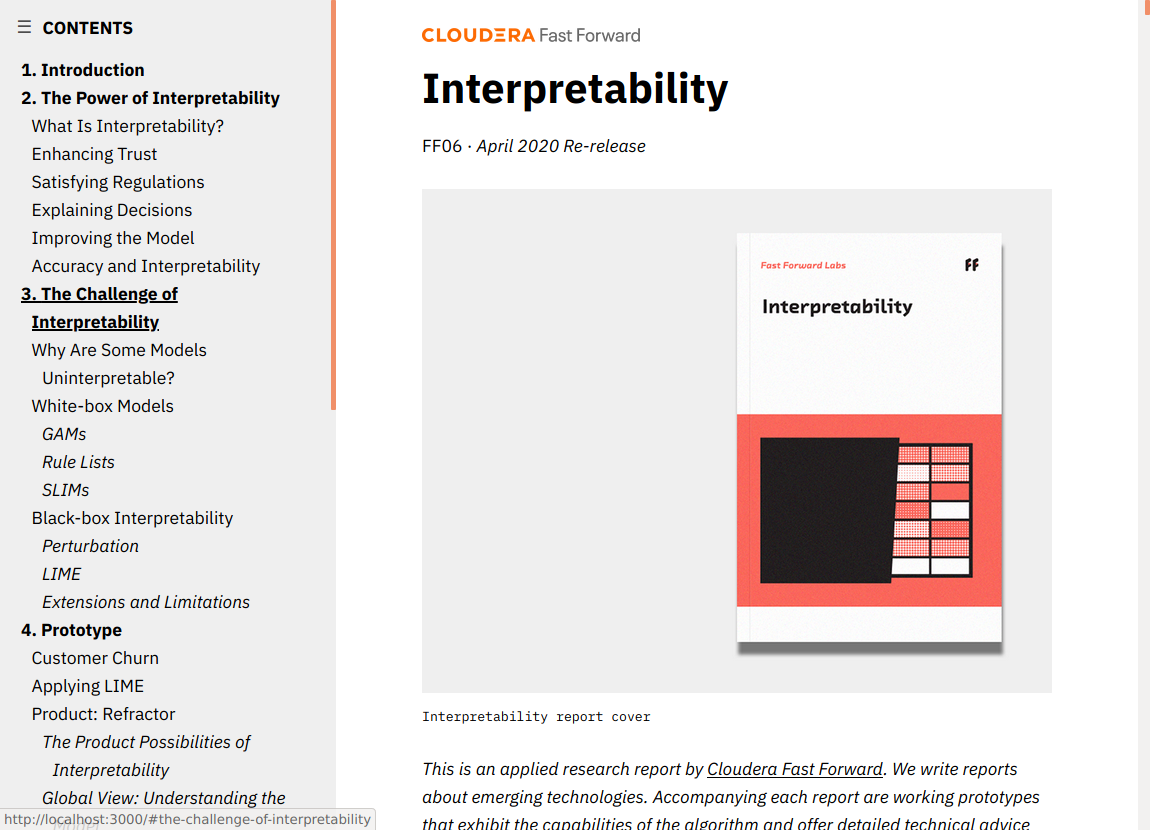 ☰ CONTENTS
1. Introduction
2. The Power of Interpretability
What Is Interpretability?
Enhancing Trust
Satisfying Regulations
Explaining Decisions
Improving the Model
Accuracy and Interpretability
3. The Challenge of
Interpretability
Why Are Some Models
Uninterpretable?
White-box Models
GAMs
Rule Lists
SLIMs
Black-box Interpretability
Perturbation
LIME
Extensions and Limitations
4. Prototype
Customer Churn
Applying LIME
Product: Refractor
The Product Possibilities of
Interpretability
Global View: Understanding the
http://localhost:3000/#the-challenge-of-interpretability
CLOUDERA Fast Forward
Interpretability
FF06 · April 2020 Re-release
Fast Forward Labs
FF
Interpretability
Interpretability report cover
This is an applied research report by Cloudera Fast Forward. We write reports
about emerging technologies. Accompanying each report are working prototypes
that exhibit the capabilities of the algorithm and offer detailed technical advice